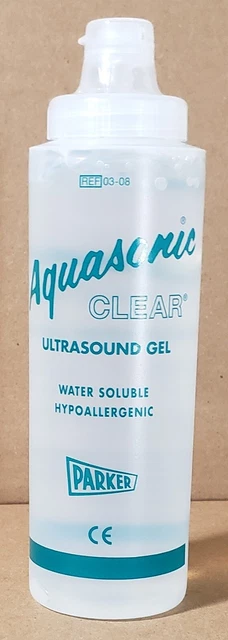 REF 03-08
Aquasonic®
CLEAR®
ULTRASOUND GEL
WATER SOLUBLE
HYPOALLERGENIC
PARKER
CE